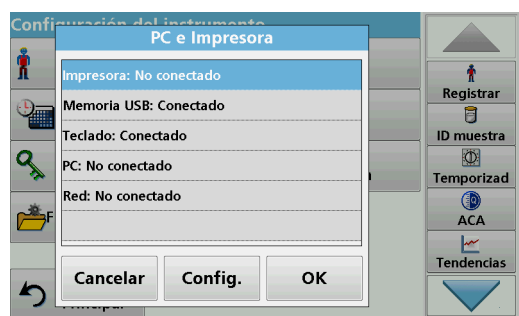 Configuración del instrumento
PC e Impresora
Impresora: No conectado
Memoria USB: Conectado
Teclado: Conectado
PC: No conectado
Red: No conectado
Cancelar
Config.
OK
Registrar
ID muestra
Temporizad
ACA
Tendencias